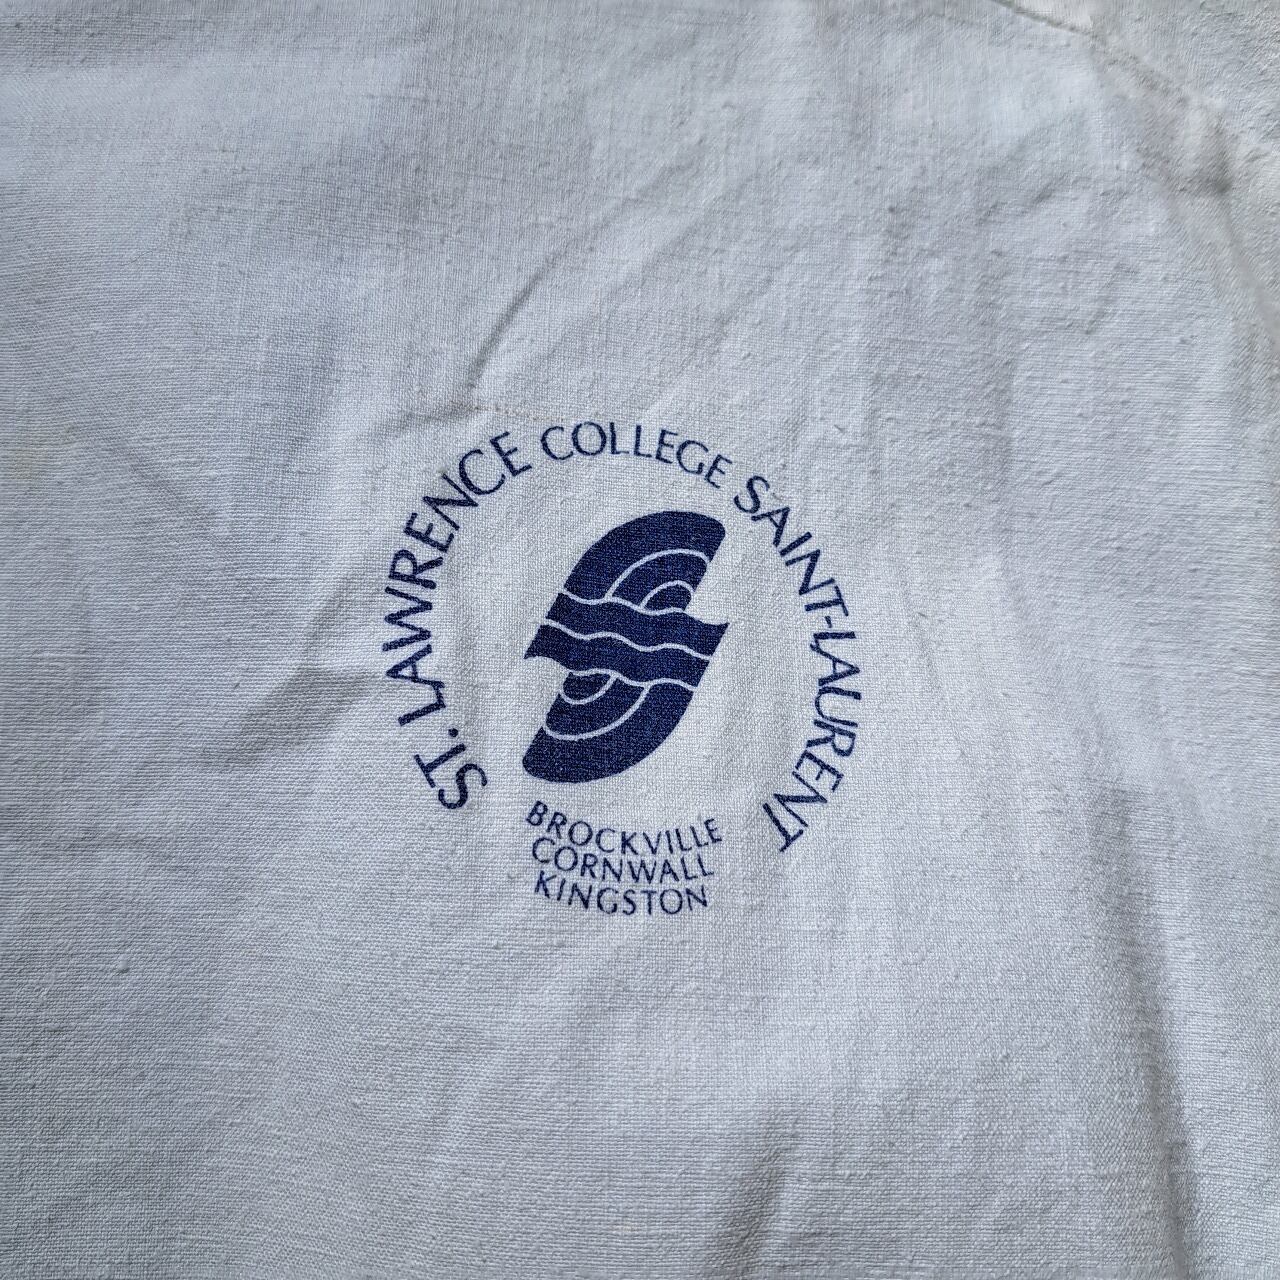 ST. LAWRENCE COLLEGE SAINT-LAURENT
BROCKVILLE
CORNWALL
KINGSTON